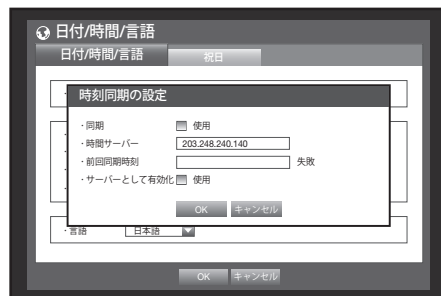 日付/時間/言語
日付/時間/言語 祝日
時刻同期の設定
・同期 使用
・時間サーバー 203.248.240.140
・前回同期時刻 失敗
・サーバーとして有効化 使用
OK キャンセル
・言語 日本語
OK キャンセル